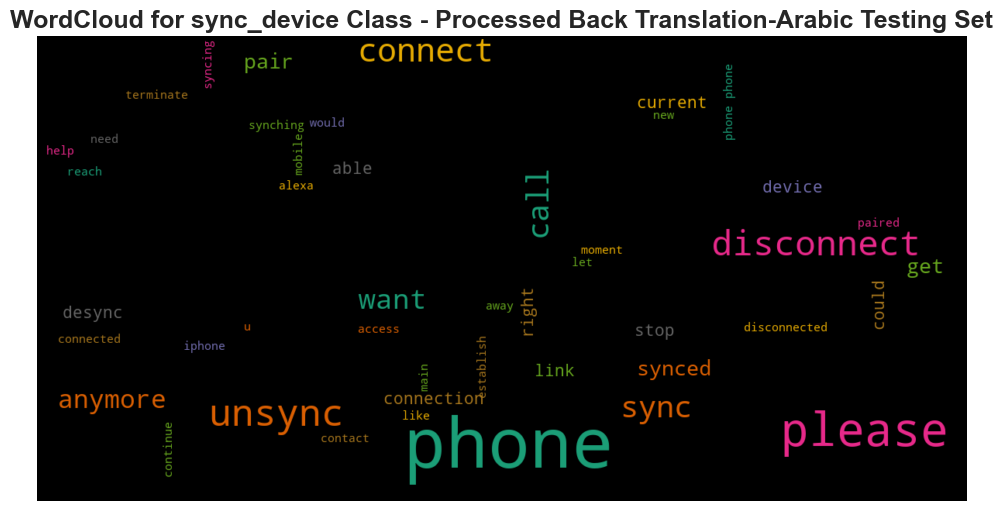 WordCloud for sync_device Class - Processed Back Translation-Arabic Testing Set
connect
syncing
pair
terminate
current
new
phone phone
synching
would
need
help
mobile
able
reach
alexa
call
device
paired
disconnect
moment
let
get
want
away
right
could
desync
u
access
stop
disconnected
connected
iphone
establish
main
link
synced
anymore
connection
unsync
like
sync
please
contact
continue
phone